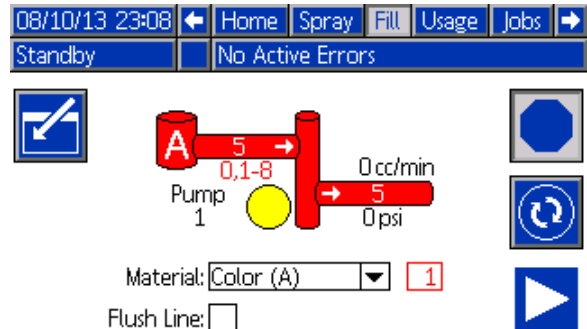 08/10/13 23:08 Home Spray Fill Usage Jobs
Standby No Active Errors
A 5
0,1-8
0 cc/min
Pump
1
5
0 psi
Material: Color (A) 1
Flush Line: